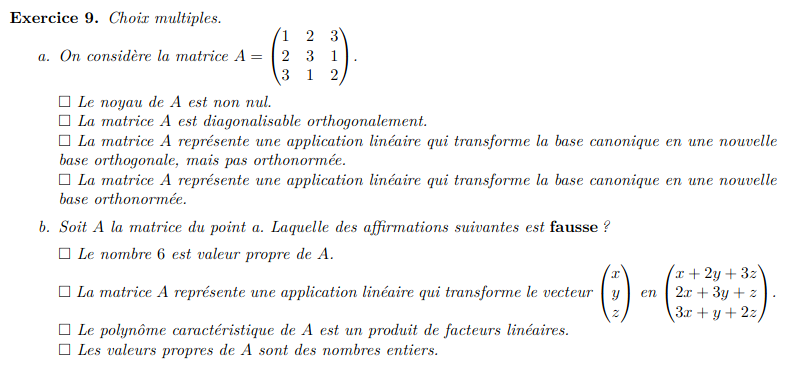 Exercice 9. Choix multiples.
a. On considère la matrice A = \begin{pmatrix} 1 & 2 & 3 \\ 2 & 3 & 1 \\ 3 & 1 & 2 \end{pmatrix}.
□ Le noyau de A est non nul.
□ La matrice A est diagonalisable orthogonalement.
□ La matrice A représente une application linéaire qui transforme la base canonique en une nouvelle
base orthogonale, mais pas orthonormée.
□ La matrice A représente une application linéaire qui transforme la base canonique en une nouvelle
base orthonormée.
b. Soit A la matrice du point a. Laquelle des affirmations suivantes est fausse ?
□ Le nombre 6 est valeur propre de A.
□ La matrice A représente une application linéaire qui transforme le vecteur \begin{pmatrix} x \\ y \\ z \end{pmatrix} en \begin{pmatrix} x + 2y + 3z \\ 2x + 3y + z \\ 3x + y + 2z \end{pmatrix}.
□ Le polynôme caractéristique de A est un produit de facteurs linéaires.
□ Les valeurs propres de A sont des nombres entiers.